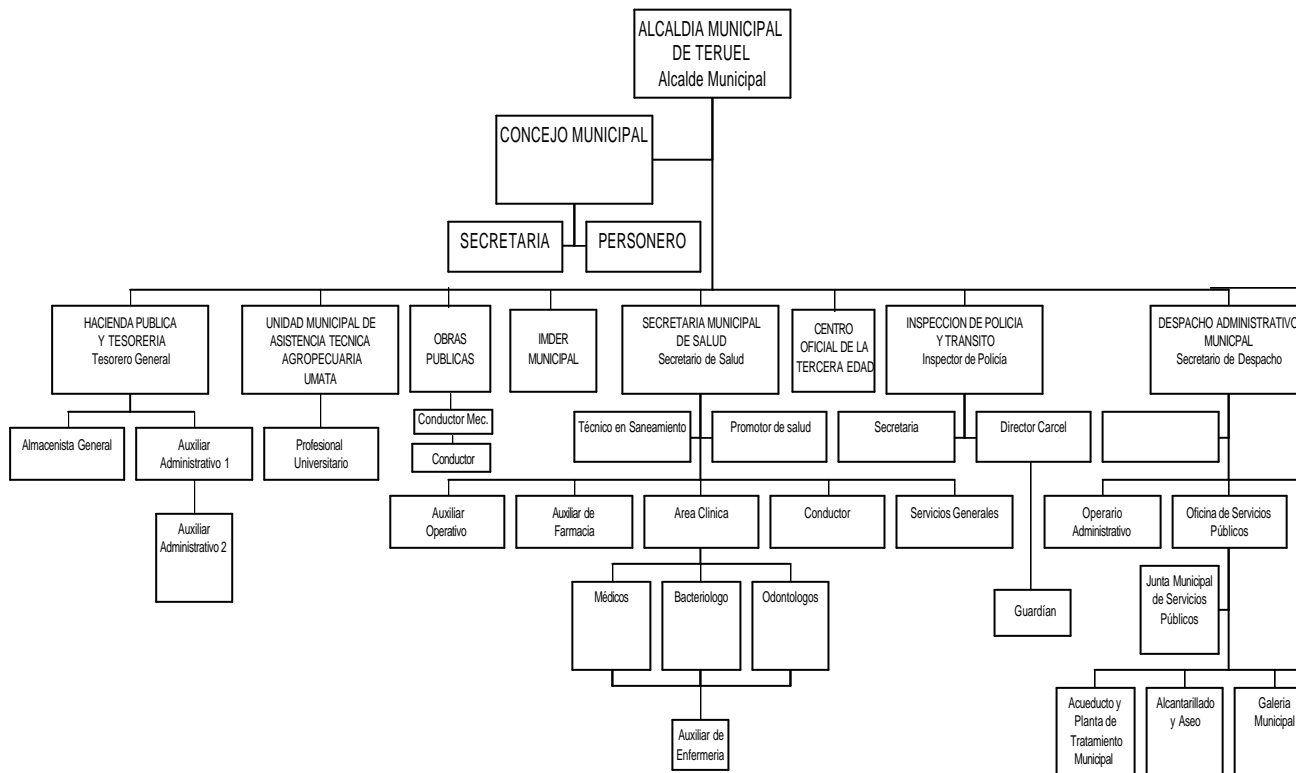 ALCALDIA MUNICIPAL
DE TERUEL
Alcalde Municipal
CONCEJO MUNICIPAL
SECRETARIA
PERSONERO
HACIENDA PUBLICA
Y TESORERIA
Tesorero General
UNIDAD MUNICIPAL DE
ASISTENCIA TECNICA
AGROPECUARIA
UMATA
OBRAS
PUBLICAS
IMDER
MUNICIPAL
SECRETARIA MUNICIPAL
DE SALUD
Secretario de Salud
CENTRO
OFICIAL DE LA
TERCERA EDAD
INSPECCION DE POLICIA
Y TRANSITO
Inspector de Policía
DESPACHO ADMINISTRATIVO
MUNICPAL
Secretario de Despacho
Almacenista General
Auxiliar
Administrativo 1
Profesional
Universitario
Conductor Mec.
Conductor
Técnico en Saneamiento
Promotor de salud
Secretaria
Director Carcel
Auxiliar
Administrativo 2
Auxiliar
Operativo
Auxiliar de
Farmacia
Area Clinica
Conductor
Servicios Generales
Operario
Administrativo
Oficina de Servicios
Públicos
Médicos
Bacteriologo
Odontologos
Guardían
Junta Municipal
de Servicios
Públicos
Auxiliar de
Enfermeria
Acueducto y
Planta de
Tratamiento
Municipal
Alcantarillado
y Aseo
Galeria
Municipal